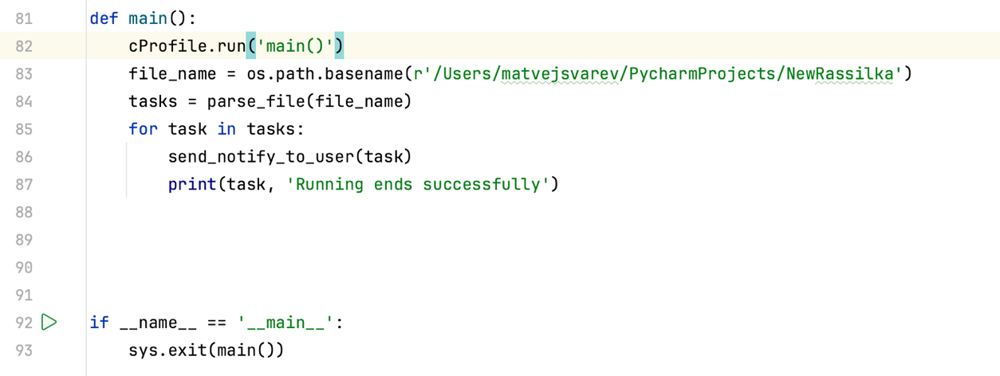 81 def main():
82 cProfile.run('main()')
83 file_name = os.path.basename(r'/Users/matvejsvarev/PycharmProjects/NewRassilka')
84 tasks = parse_file(file_name)
85 for task in tasks:
86 send_notify_to_user(task)
87 print(task, 'Running ends successfully')
88
89
90
91
92 if __name__ == '__main__':
93 sys.exit(main())